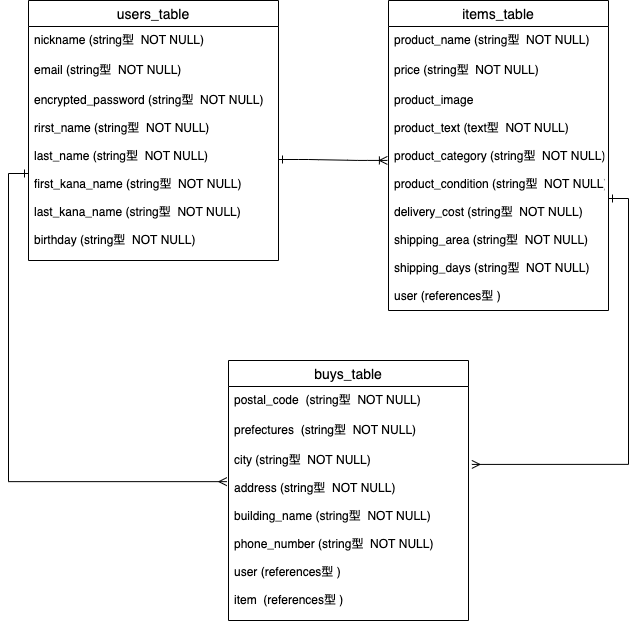 users_table
nickname (string型 NOT NULL)
email (string型 NOT NULL)
encrypted_password (string型 NOT NULL)
rirst_name (string型 NOT NULL)
last_name (string型 NOT NULL)
first_kana_name (string型 NOT NULL)
last_kana_name (string型 NOT NULL)
birthday (string型 NOT NULL)
items_table
product_name (string型 NOT NULL)
price (string型 NOT NULL)
product_image
product_text (text型 NOT NULL)
product_category (string型 NOT NULL)
product_condition (string型 NOT NULL)
delivery_cost (string型 NOT NULL)
shipping_area (string型 NOT NULL)
shipping_days (string型 NOT NULL)
user (references型 )
buys_table
postal_code (string型 NOT NULL)
prefectures (string型 NOT NULL)
city (string型 NOT NULL)
address (string型 NOT NULL)
building_name (string型 NOT NULL)
phone_number (string型 NOT NULL)
user (references型 )
item (references型 )